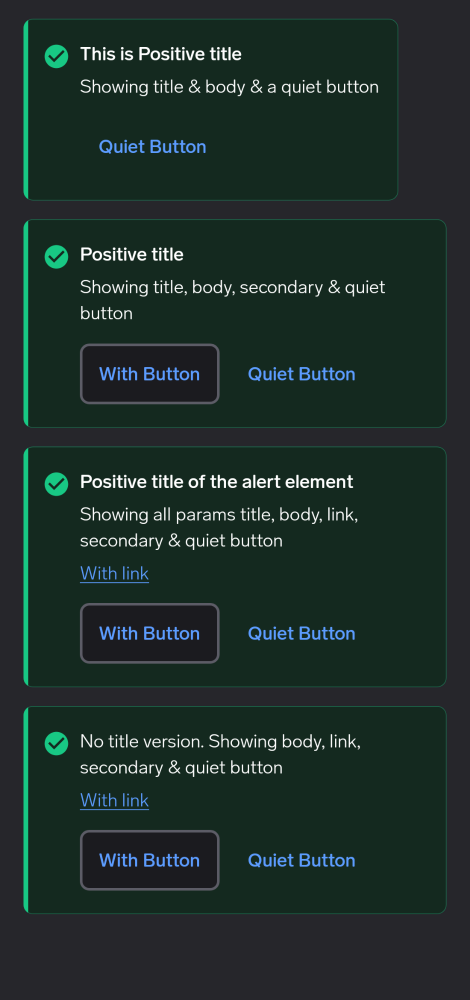 This is Positive title
Showing title & body & a quiet button
Quiet Button
Positive title
Showing title, body, secondary & quiet
button
With Button Quiet Button
Positive title of the alert element
Showing all params title, body, link,
secondary & quiet button
With link
With Button Quiet Button
No title version. Showing body, link,
secondary & quiet button
With link
With Button Quiet Button